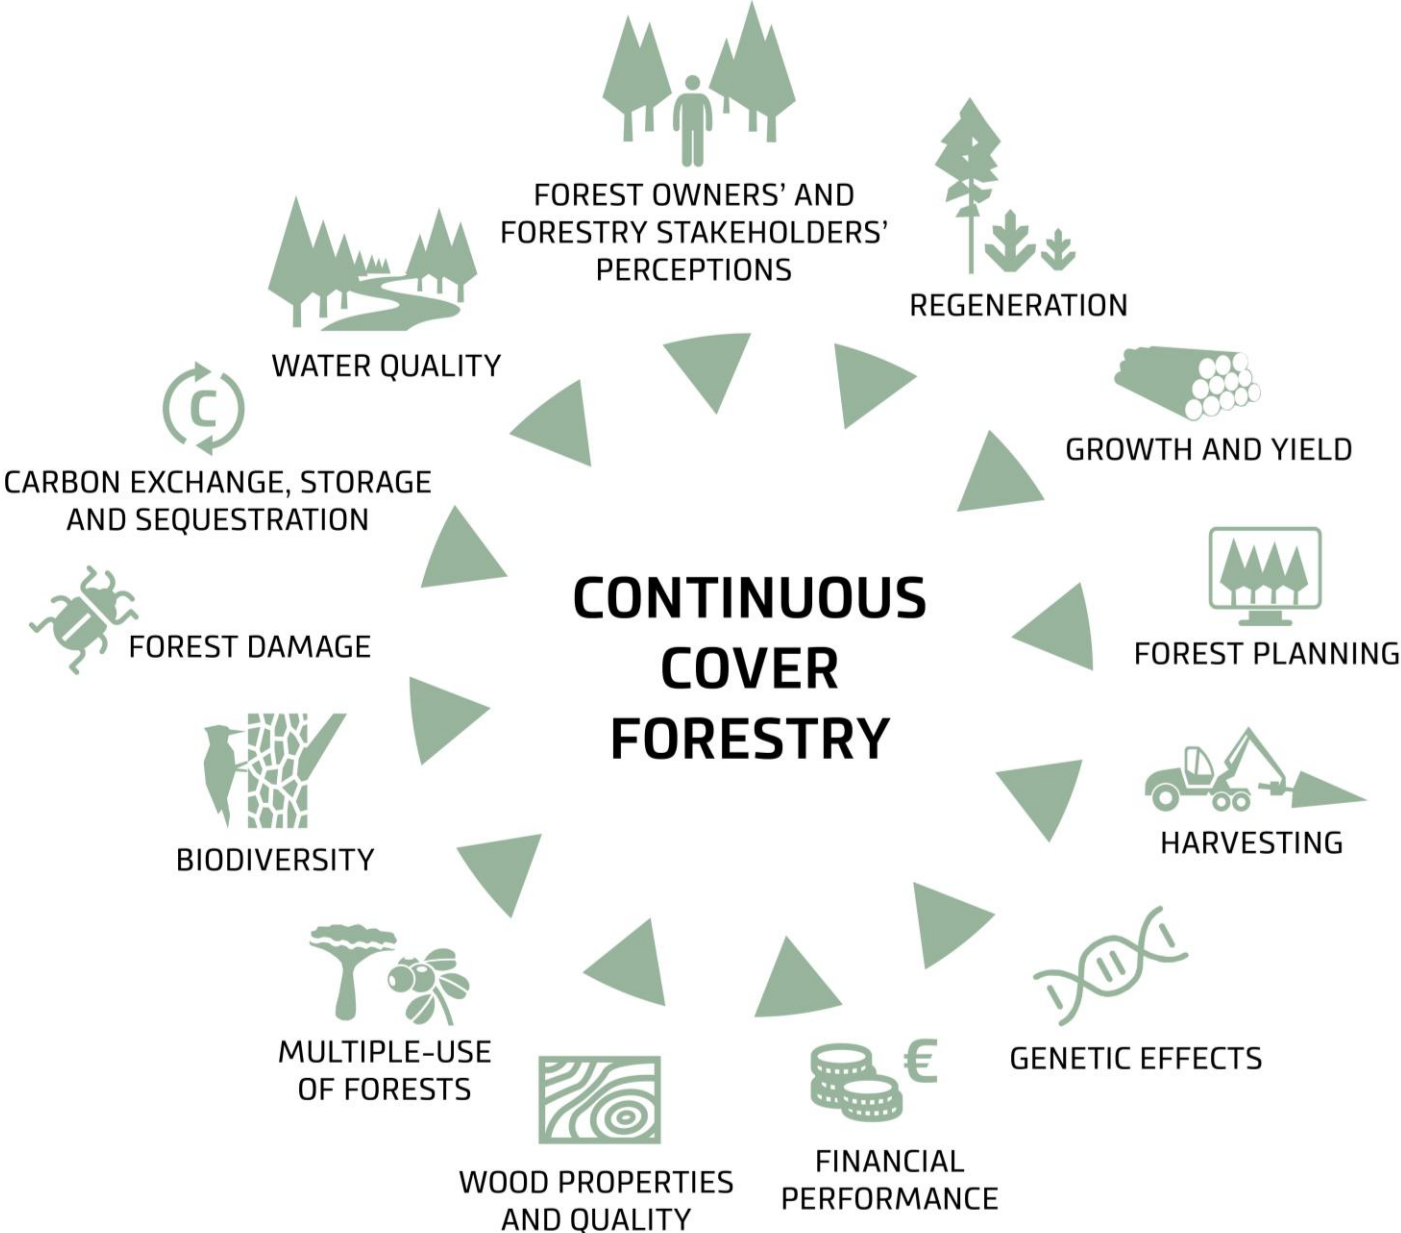 FOREST OWNERS’ AND
FORESTRY STAKEHOLDERS’
PERCEPTIONS
REGENERATION
WATER QUALITY
GROWTH AND YIELD
C
CARBON EXCHANGE, STORAGE
AND SEQUESTRATION
FOREST DAMAGE
CONTINUOUS
COVER
FORESTRY
FOREST PLANNING
HARVESTING
BIODIVERSITY
MULTIPLE-USE
OF FORESTS
GENETIC EFFECTS
€
WOOD PROPERTIES
AND QUALITY
FINANCIAL
PERFORMANCE